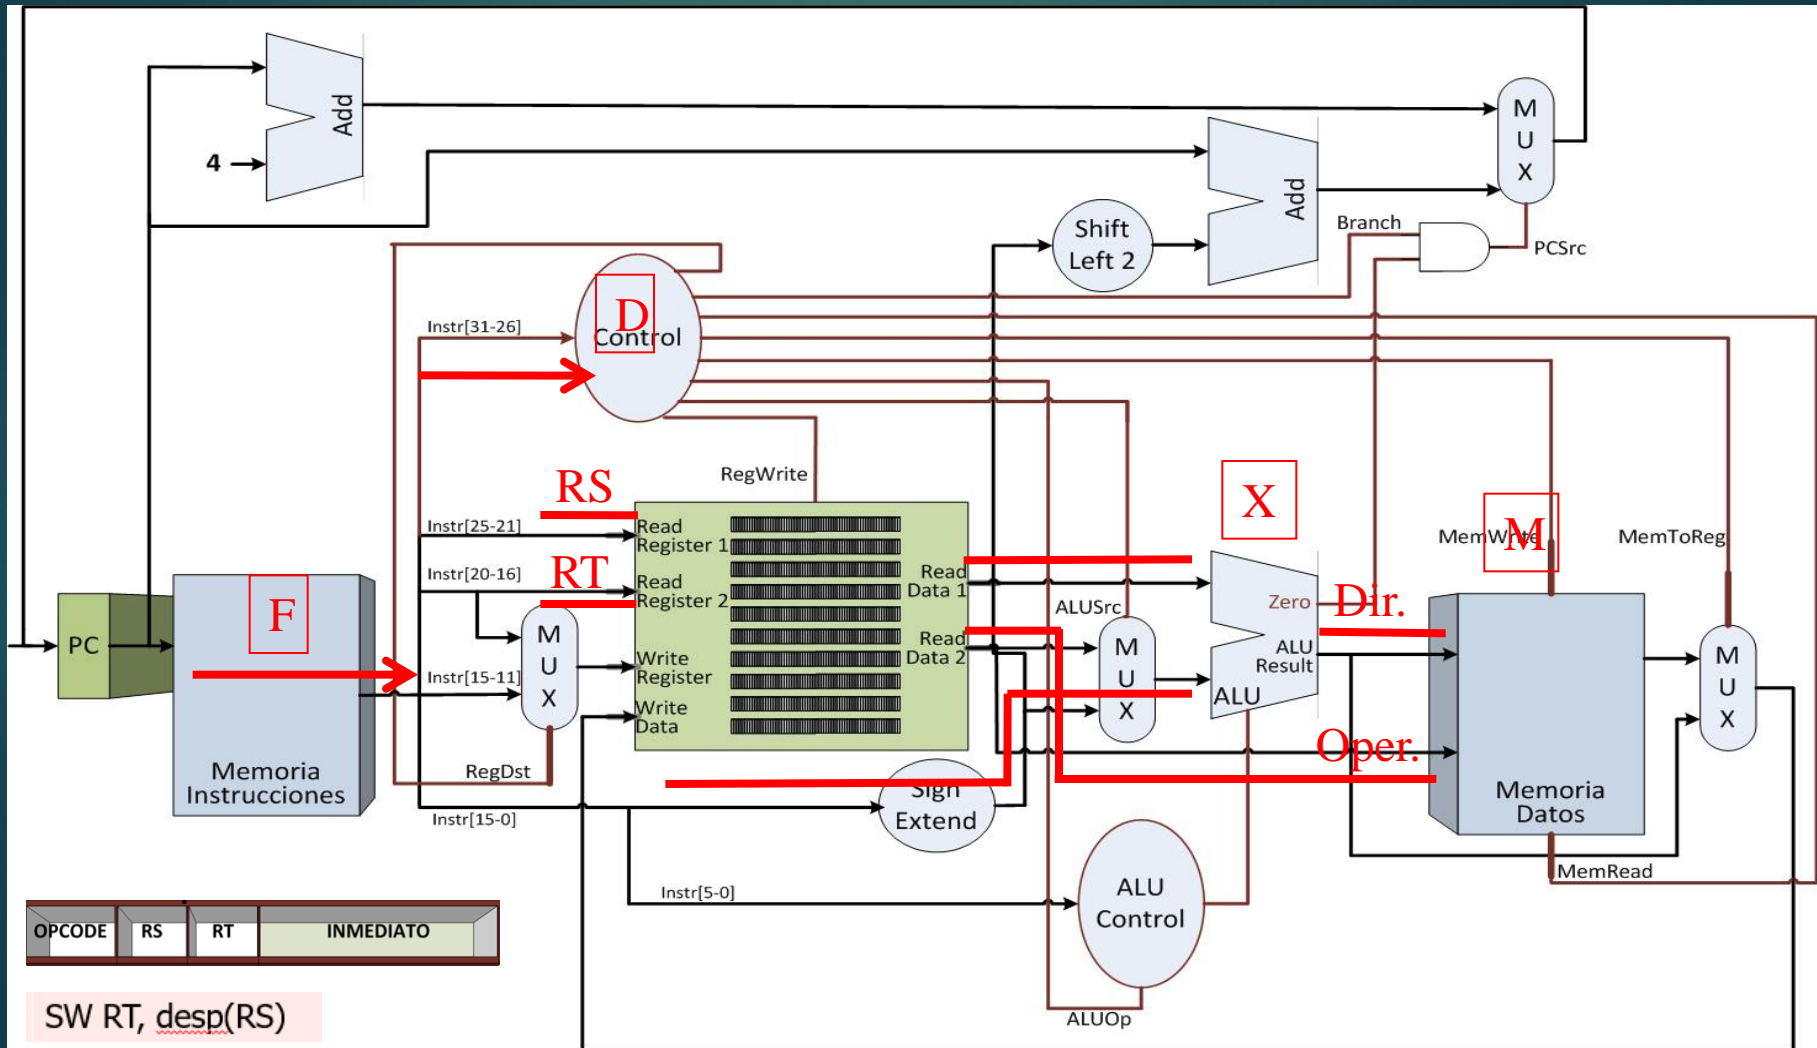 Add
4
M
U
X
Add
Shift
Left 2
Branch
PCSrc
D
Control
Instr[31-26]
RegWrite
RS
X
M
MemWrite
MemToReg
Instr[25-21]
Read
Register 1
Instr[20-16]
RT
Read
Register 2
Read
Data 1
ALUSrc
Zero
Dir.
F
PC
M
U
X
Write
Register
Read
Data 2
M
U
X
ALU
Result
ALU
M
U
X
Instr[15-11]
Write
Data
Oper.
RegDst
Memoria
Instrucciones
Sign
Extend
Memoria
Datos
Instr[15-0]
MemRead
Instr[5-0]
ALU
Control
ALUOp
OPCODE RS RT INMEDIATO
SW RT, desp(RS)